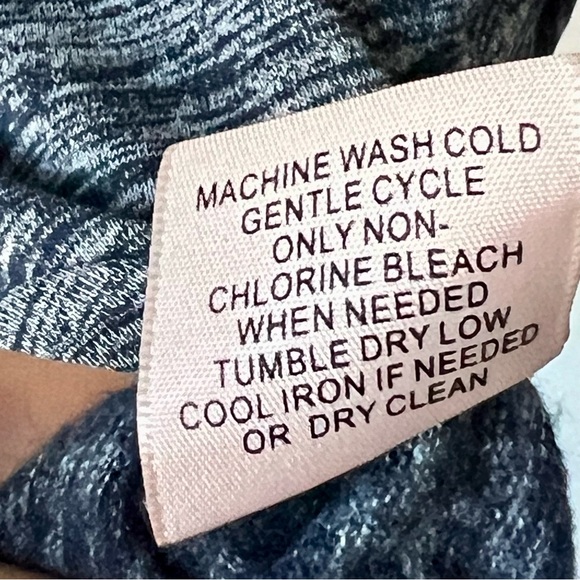 MACHINE WASH COLD
GENTLE CYCLE
ONLY NON-
CHLORINE BLEACH
WHEN NEEDED
TUMBLE DRY LOW
COOL IRON IF NEEDED
OR DRY CLEAN